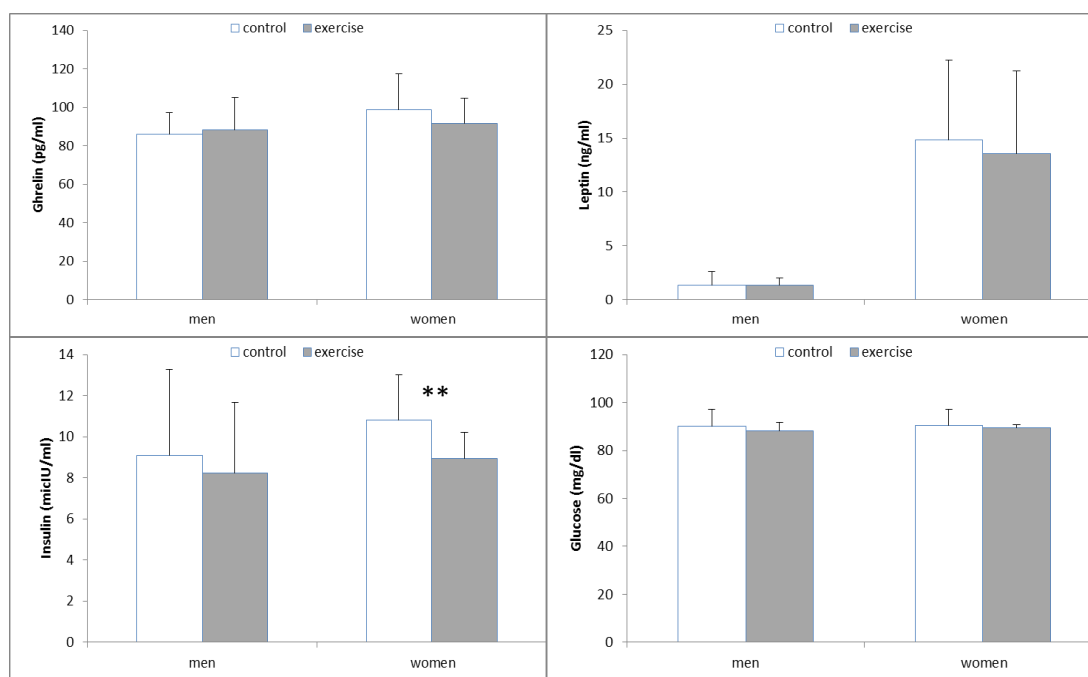 control exercise
Ghrelin (pg/ml)
140
120
100
80
60
40
20
0
men women
control exercise
Leptin (ng/ml)
25
20
15
10
5
0
men women
control exercise
Insulin (micIU/ml)
14
12
10
8
6
4
2
0
**
men women
control exercise
Glucose (mg/dl)
120
100
80
60
40
20
0
men women